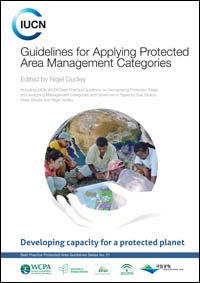 IUCN
Guidelines for Applying Protected
Area Management Categories
Edited by Nigel Dudley
Including IUCN WCPA Best Practice Guidance on Recognising Protected Areas
and Assigning Management Categories and Governance Types by Sue Stolton,
Peter Shadie and Nigel Dudley
Developing capacity for a protected planet
Best Practice Protected Area Guidelines Series No. 21
WCPA